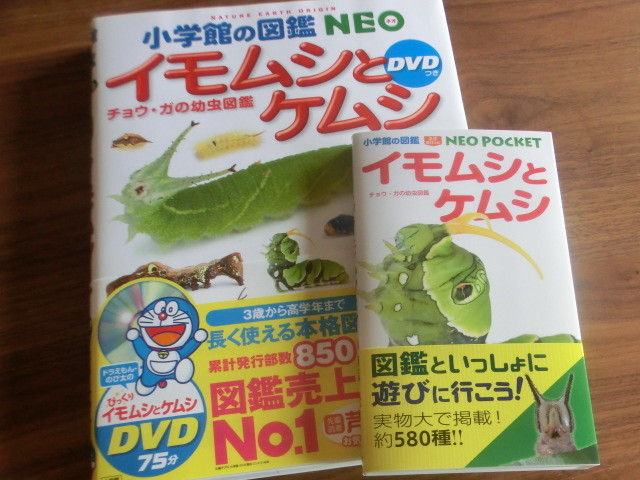 NATURE EARTH ORIGIN
小学館の図鑑 NEO
イモムシと
ケムシ
DVD
つき
チョウ・ガの幼虫図鑑
3歳から高学年まで
長く使える本格図
累計発行部数850
図鑑売上
No.1
ドラえもん・
のび太の
びっくり
イモムシとケムシ
DVD
75分
小学館の図鑑 NEO POCKET
イモムシと
ケムシ
チョウ・ガの幼虫図鑑
図鑑といっしょに
遊びに行こう!
実物大で掲載!
約580種!!